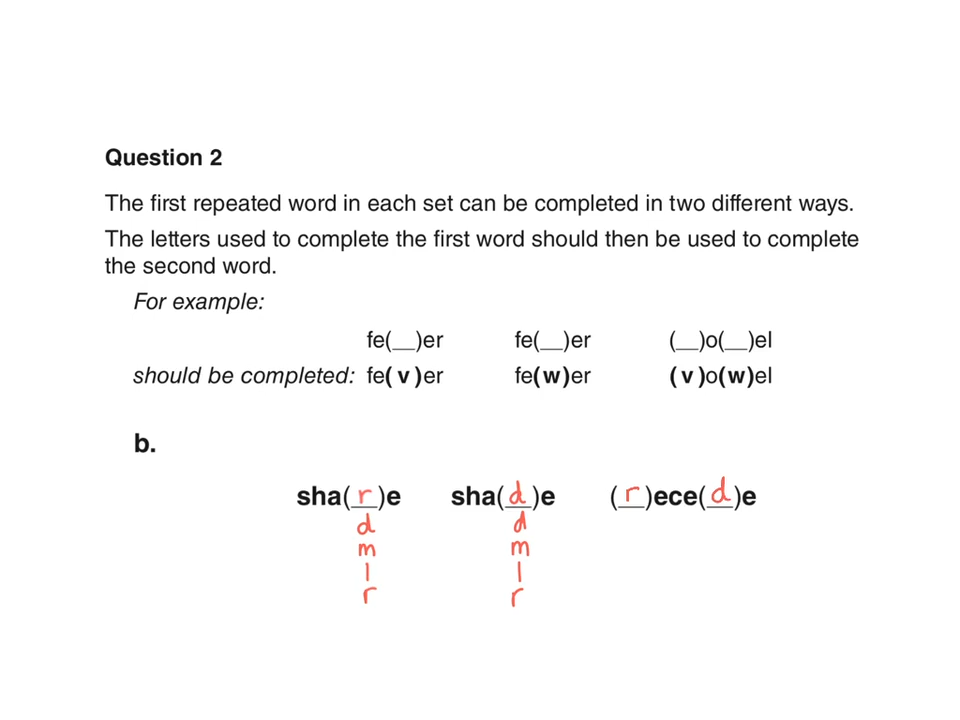 Question 2
The first repeated word in each set can be completed in two different ways.
The letters used to complete the first word should then be used to complete
the second word.
For example:
fe(__)er fe(__)er (__)o(__)el
should be completed: fe( v )er fe(w)er ( v )o(w)el
b.
sha(r)e sha(d)e (r)ece(d)e
d d
m m
l l
r r